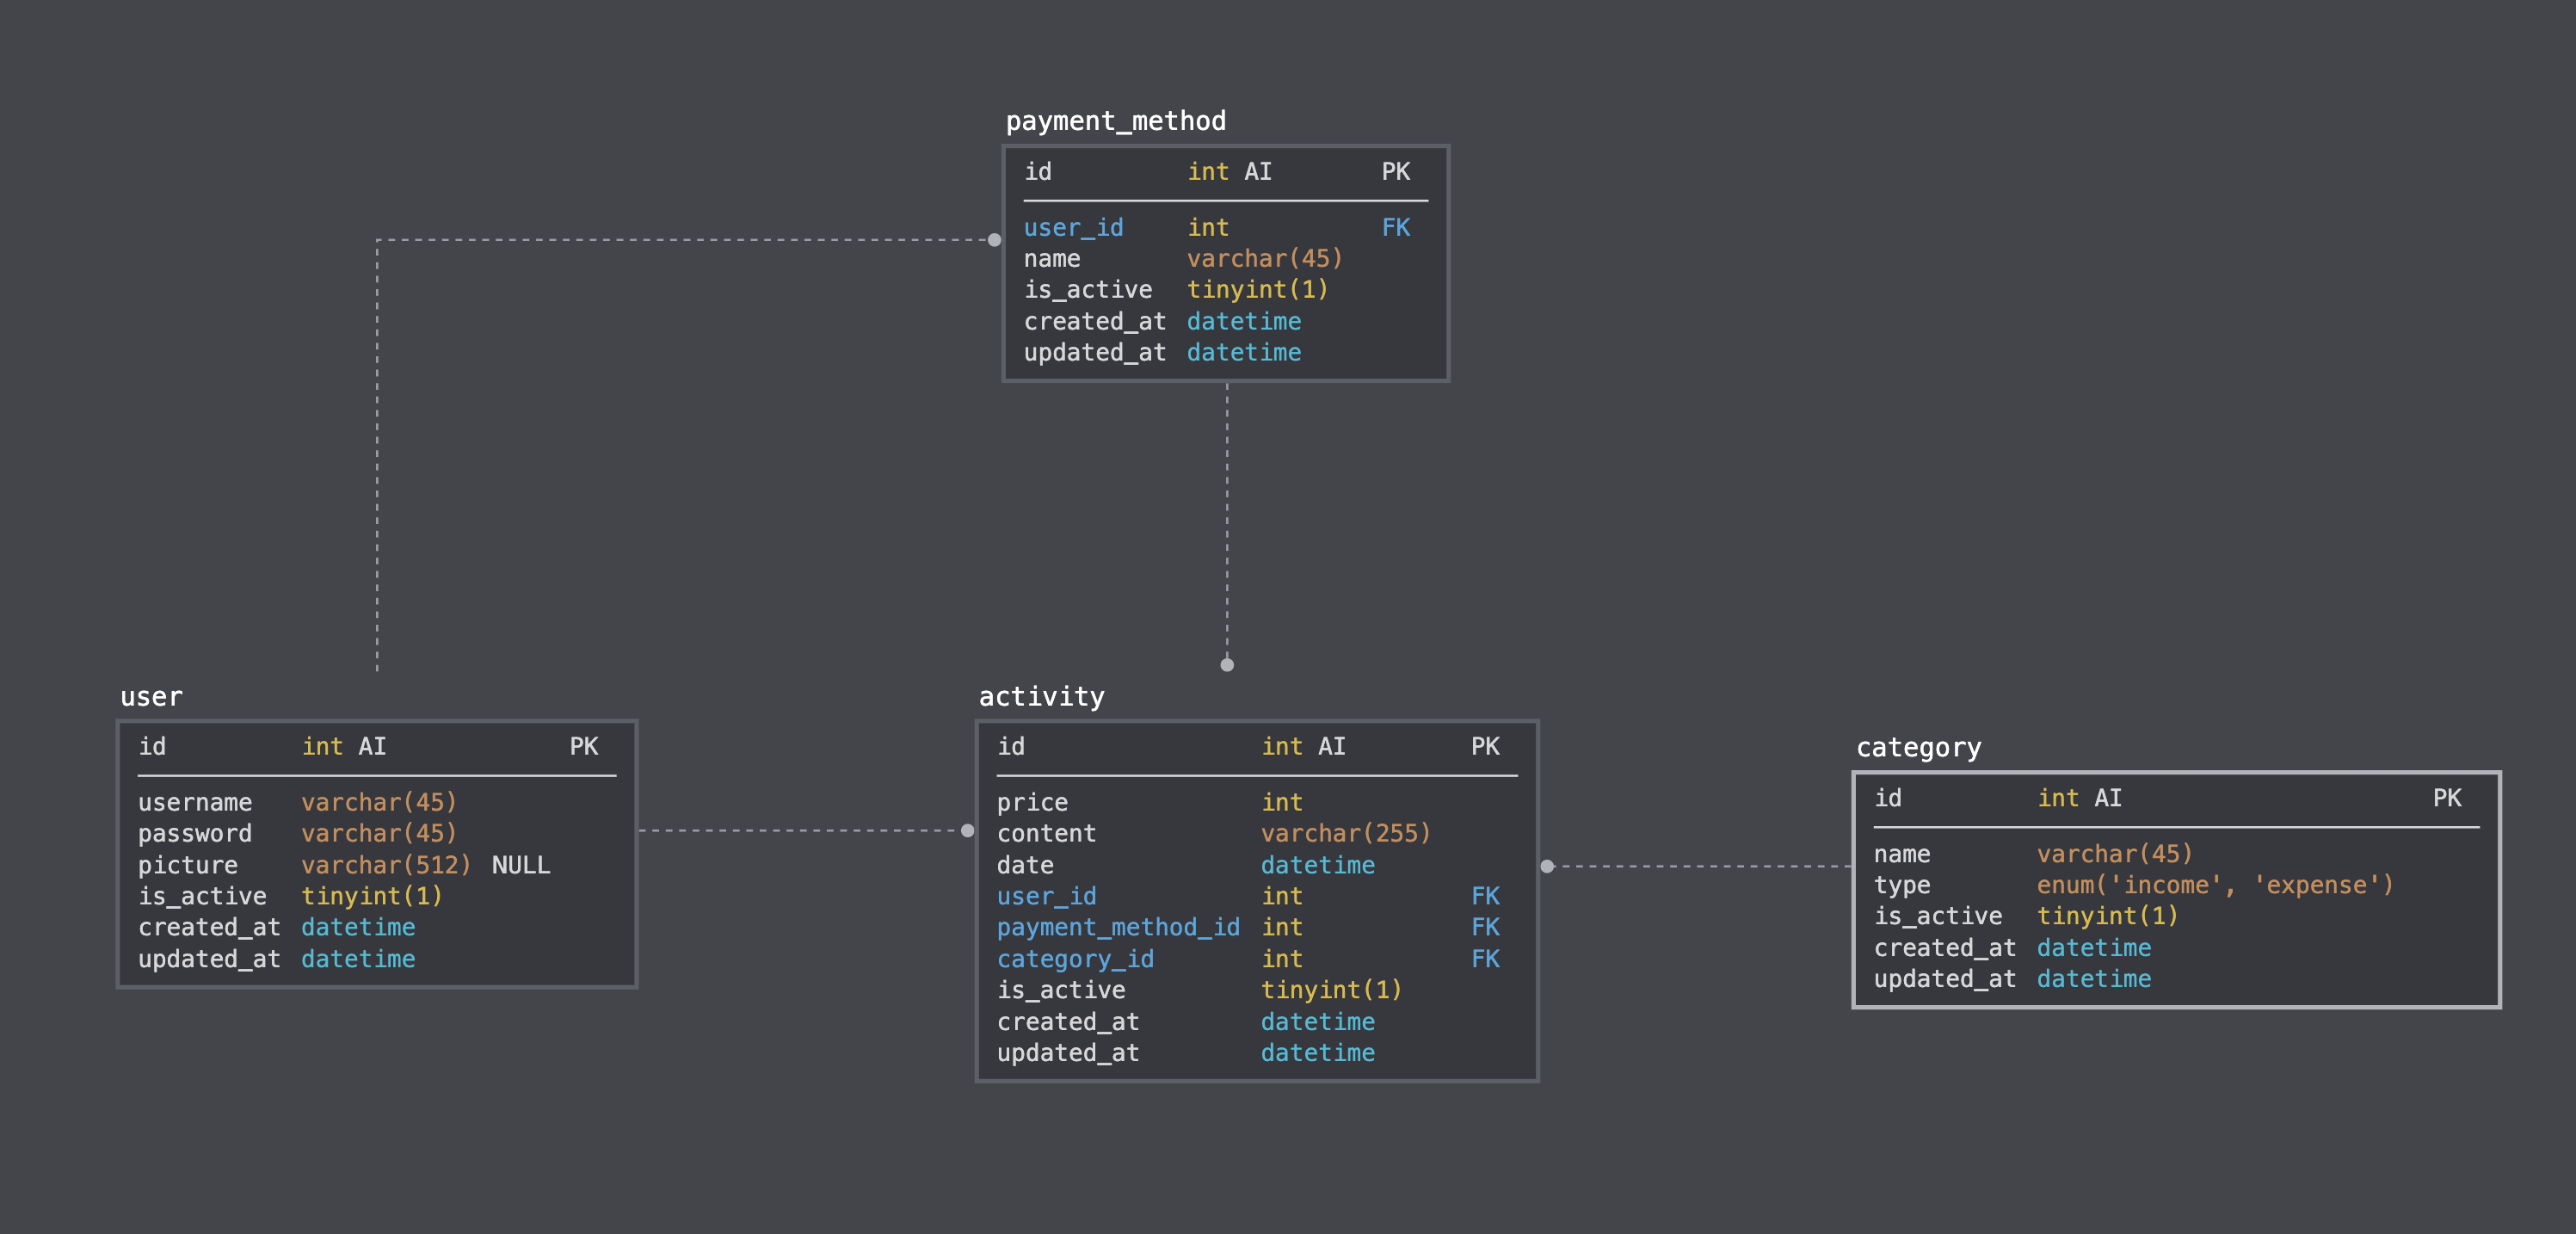 payment_method
id int AI PK
user_id int FK
name varchar(45)
is_active tinyint(1)
created_at datetime
updated_at datetime
user
id int AI PK
username varchar(45)
password varchar(45)
picture varchar(512) NULL
is_active tinyint(1)
created_at datetime
updated_at datetime
activity
id int AI PK
price int
content varchar(255)
date datetime
user_id int FK
payment_method_id int FK
category_id int FK
is_active tinyint(1)
created_at datetime
updated_at datetime
category
id int AI PK
name varchar(45)
type enum('income', 'expense')
is_active tinyint(1)
created_at datetime
updated_at datetime